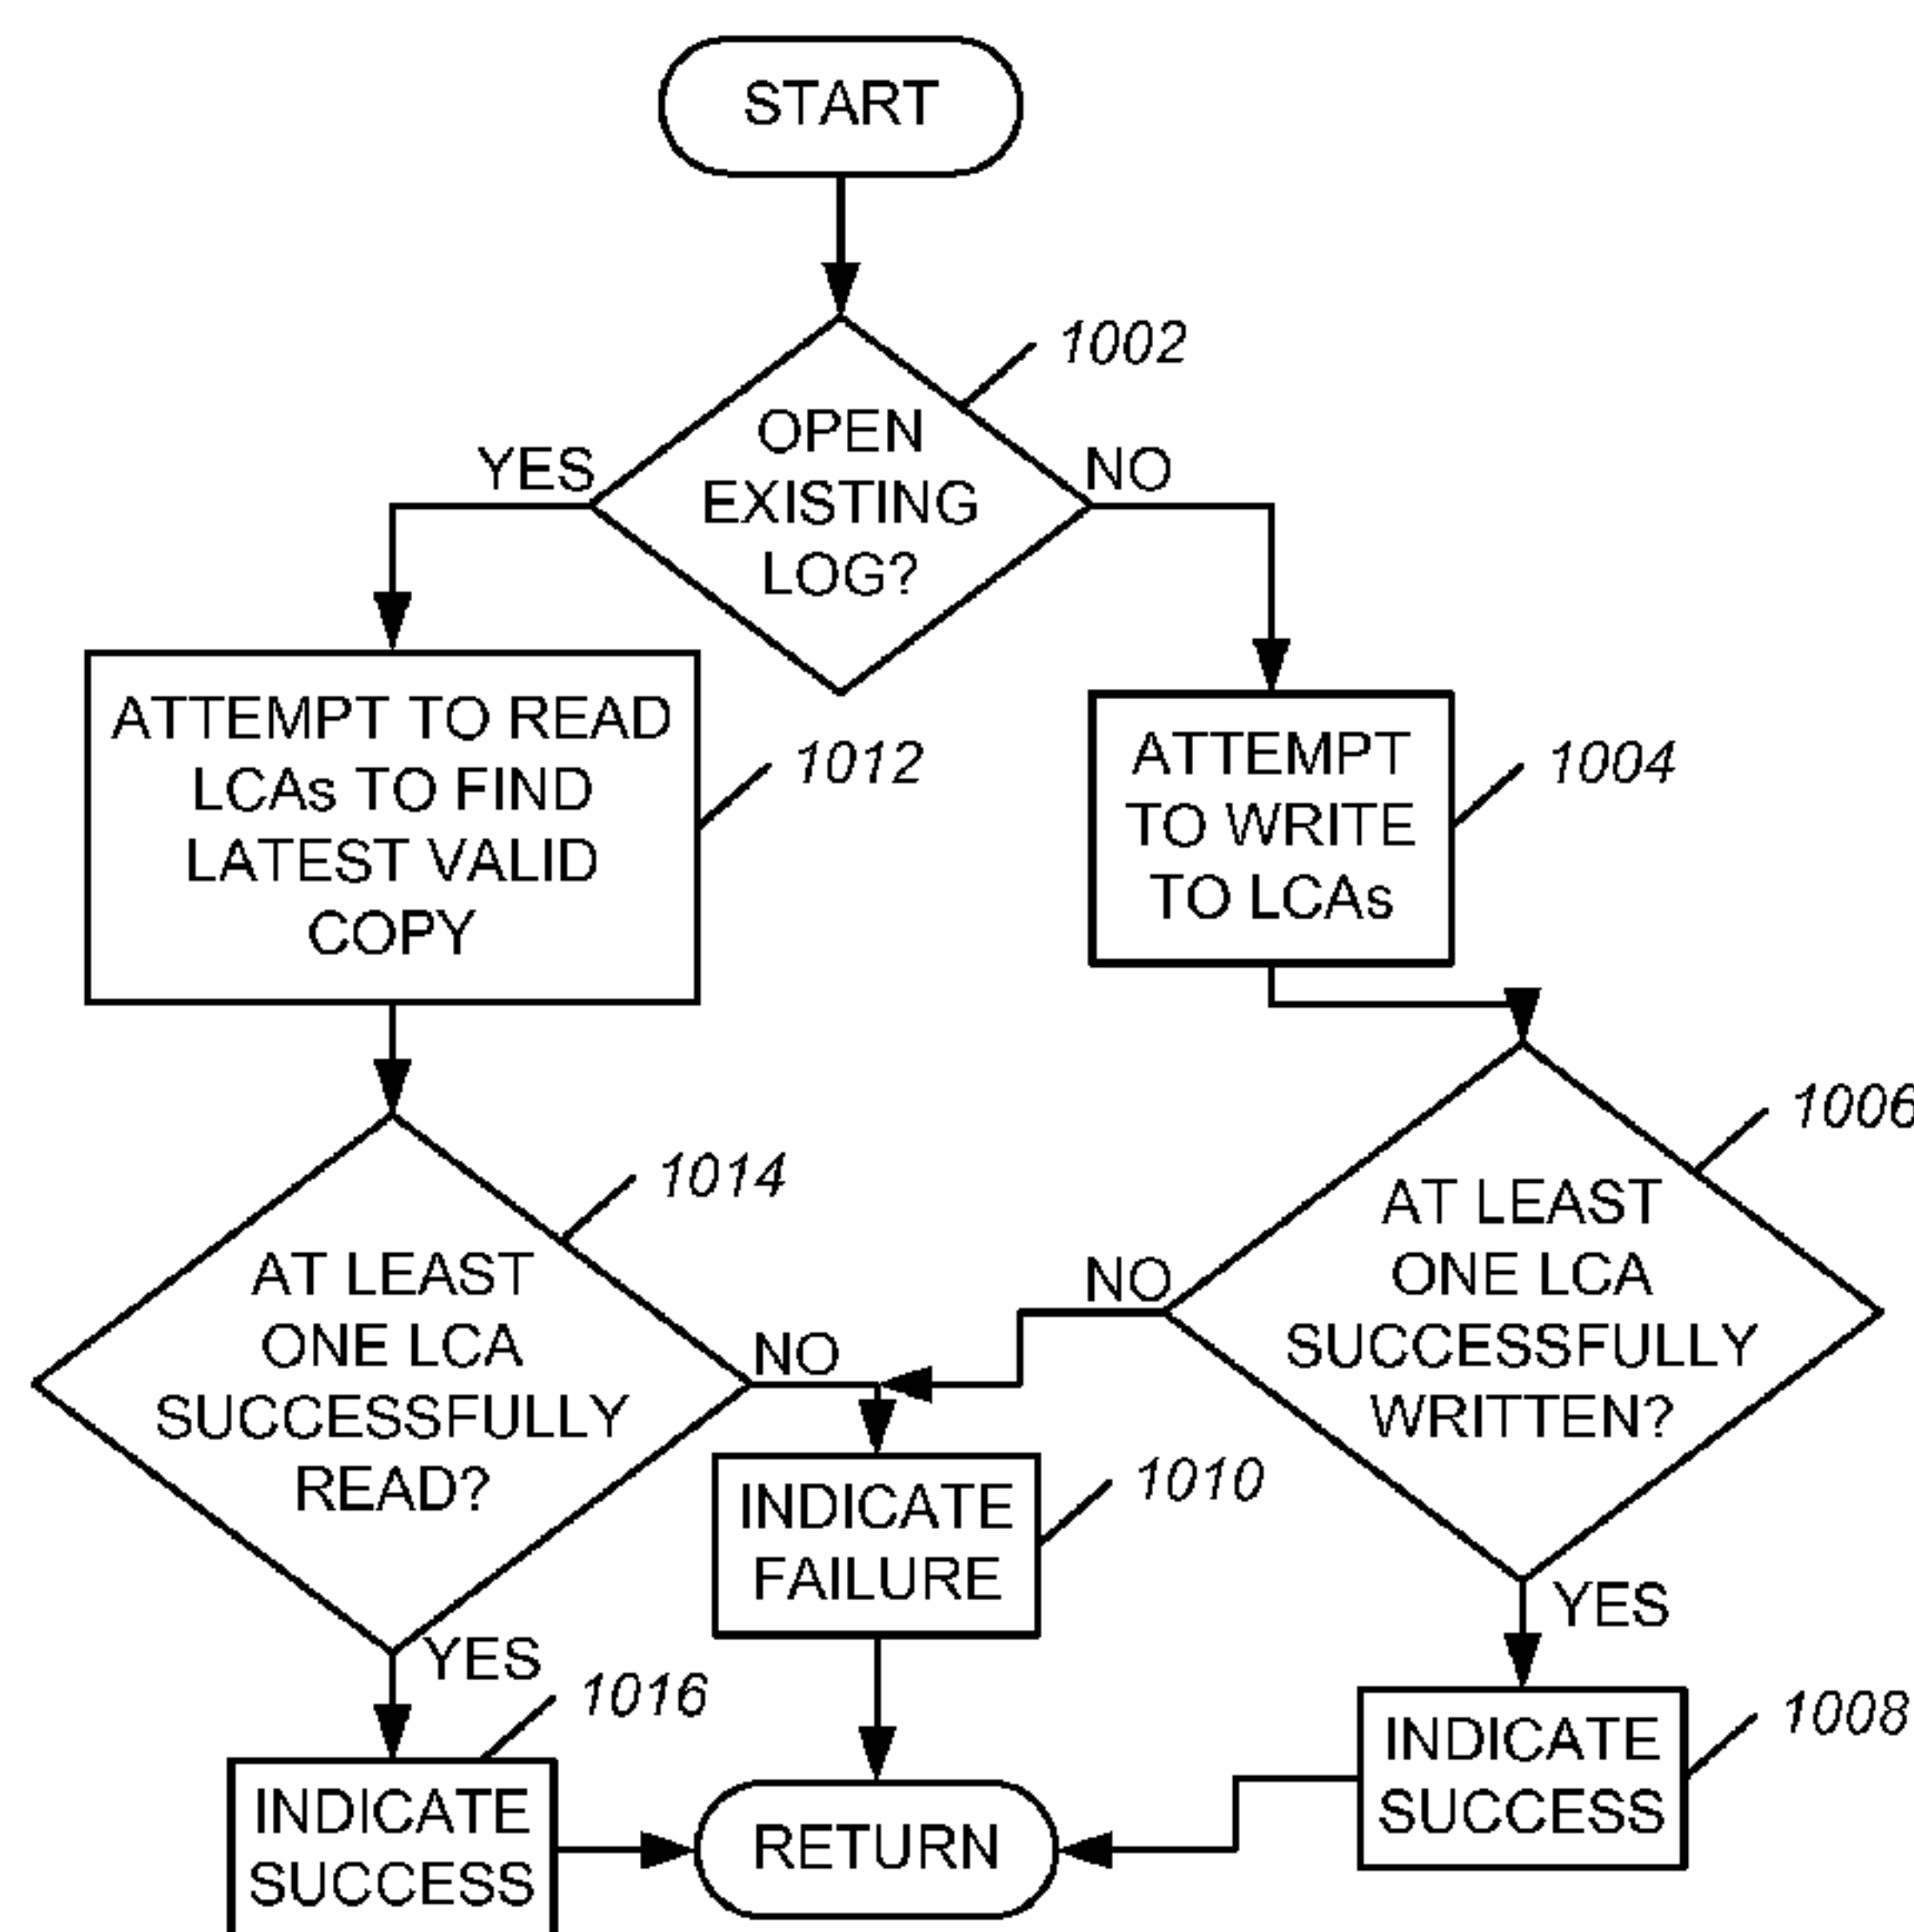 START
1002
OPEN
EXISTING
LOG?
YES
NO
ATTEMPT TO READ
LCAs TO FIND
LATEST VALID
COPY
1012
ATTEMPT
TO WRITE
TO LCAs
1004
1006
AT LEAST
ONE LCA
SUCCESSFULLY
WRITTEN?
NO
YES
1014
AT LEAST
ONE LCA
SUCCESSFULLY
READ?
NO
YES
INDICATE
FAILURE
1010
1016
INDICATE
SUCCESS
RETURN
INDICATE
SUCCESS
1008